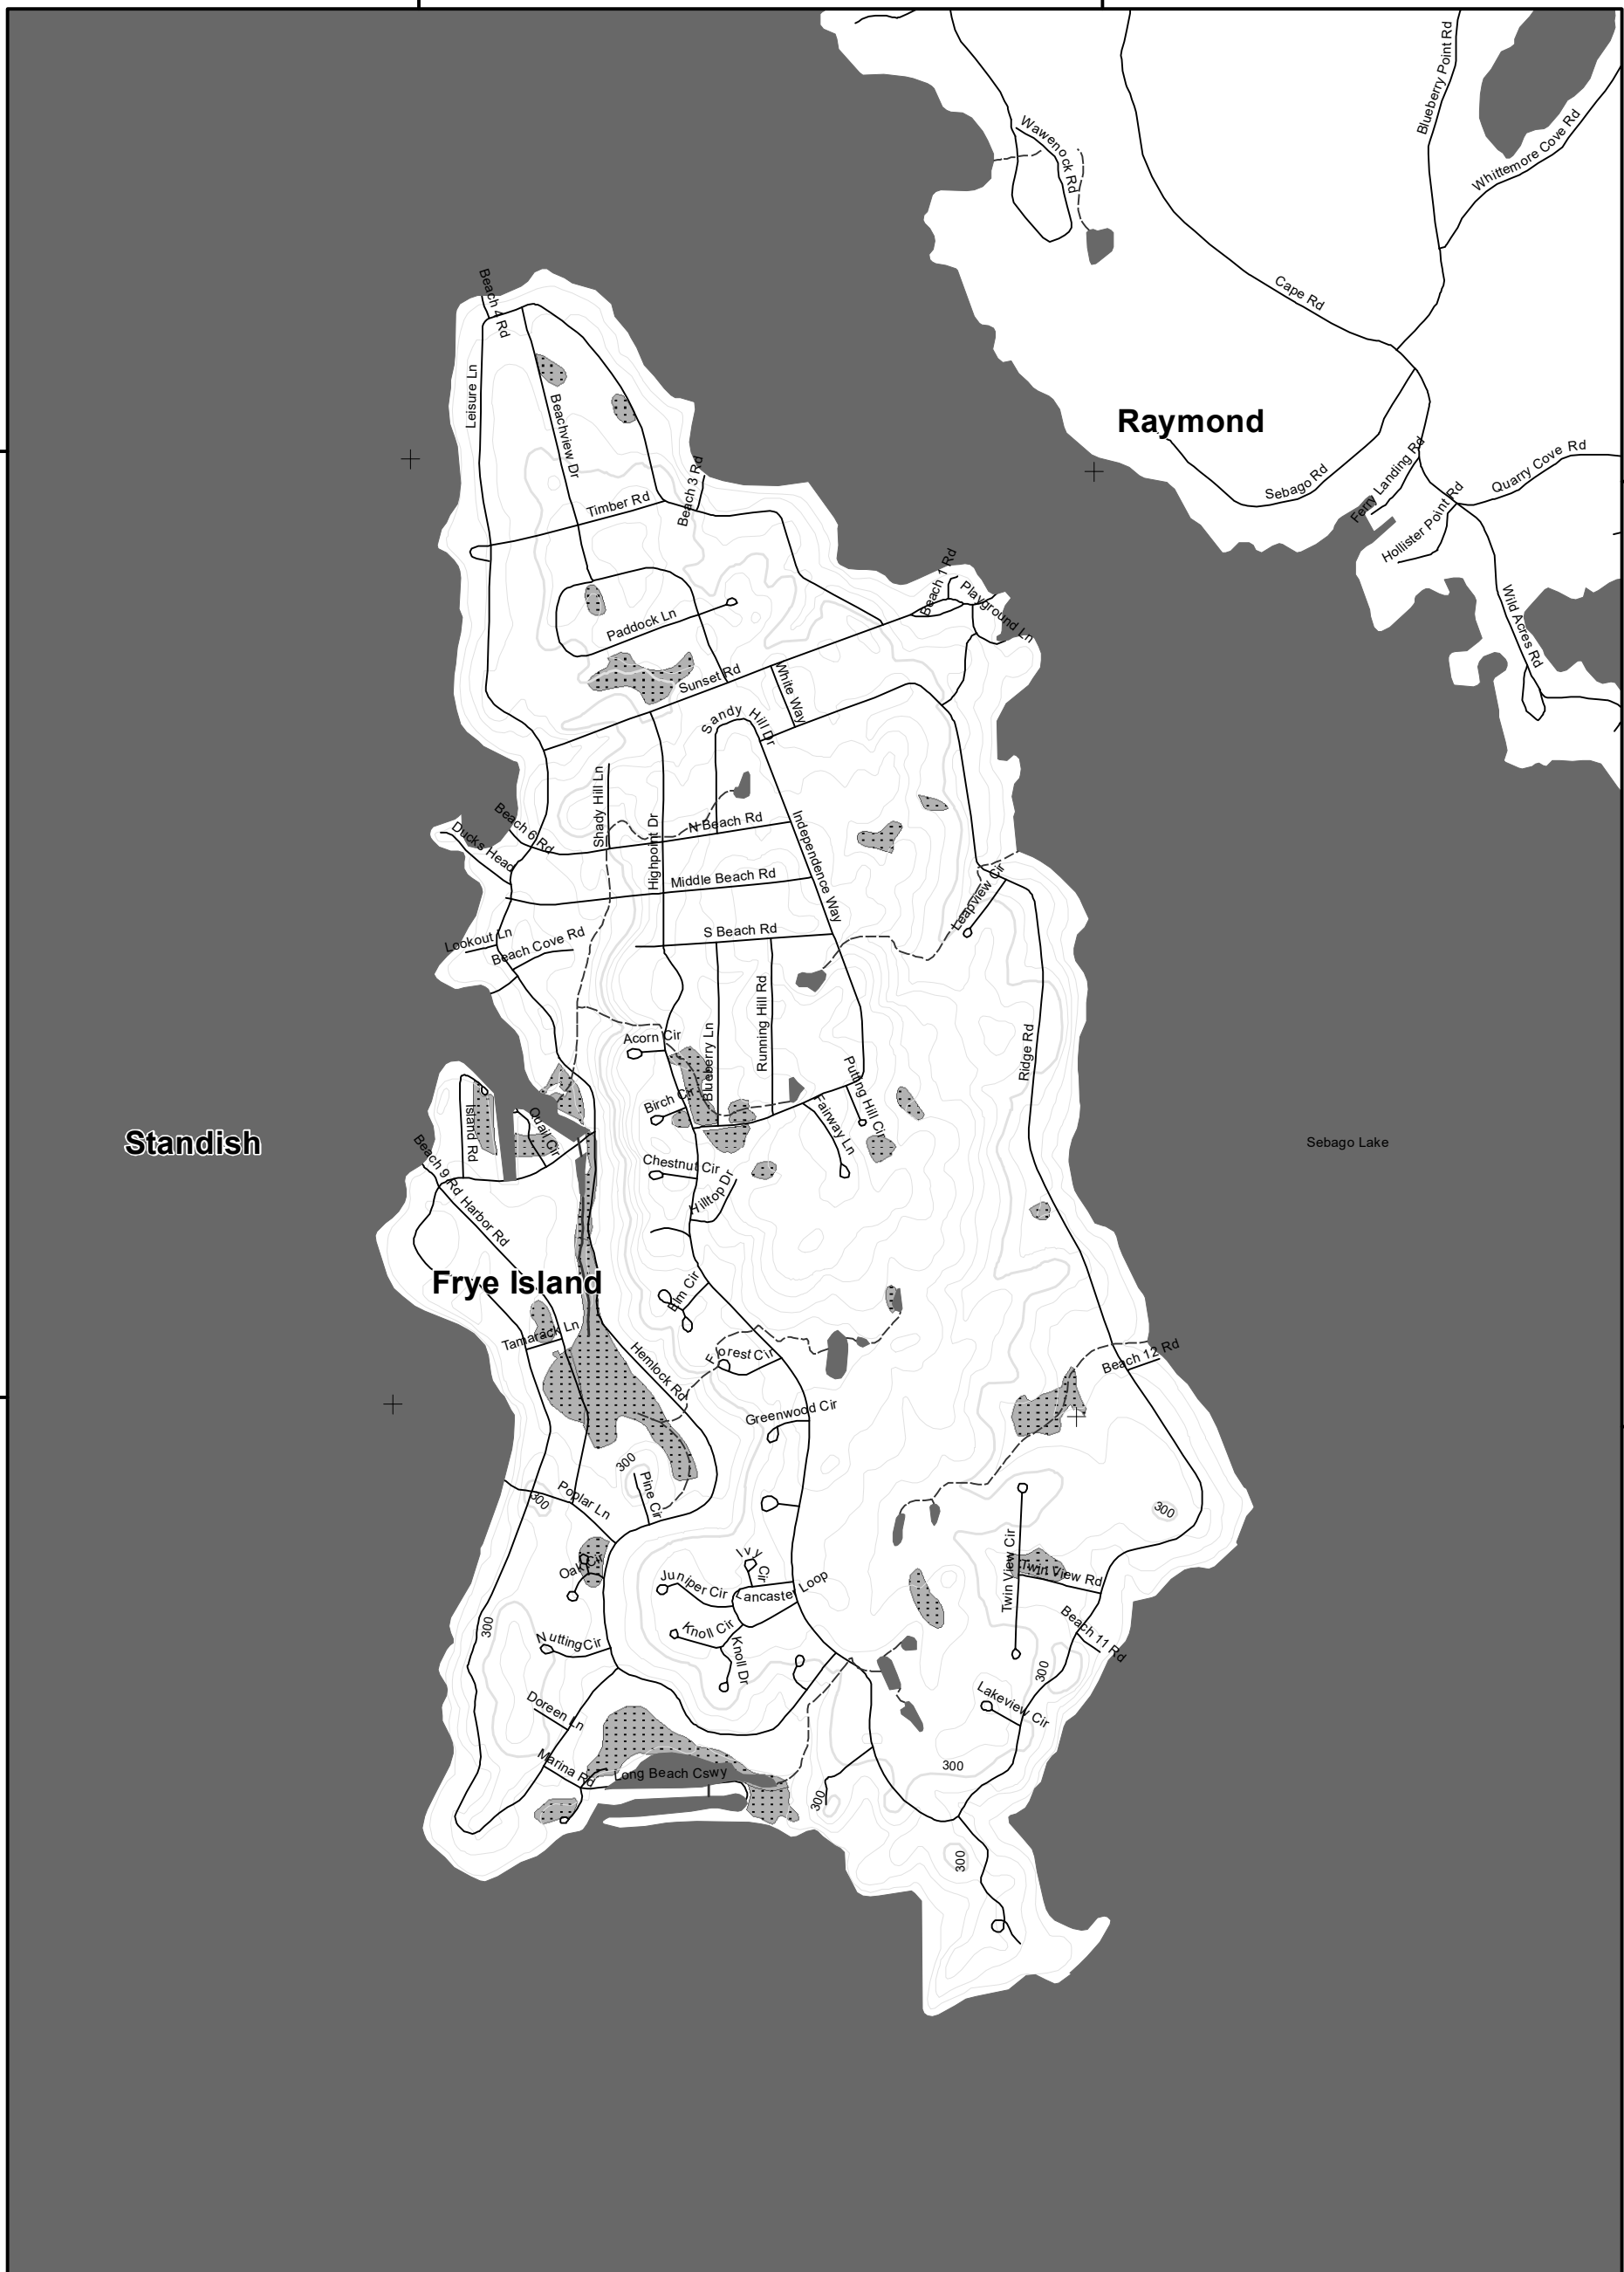 Blueberry Point Rd
Whittemore Cove Rd
Wawenock Rd
Cape Rd
Beach 4 Rd
Leisure Ln
Beachview Dr
Raymond
Sebago Rd
Ferry Landing Rd
Quarry Cove Rd
Hollister Point Rd
Timber Rd
Beach 3 Rd
Beach 1 Rd
Playground Ln
Wild Acres Rd
Paddock Ln
Sunset Rd
White Way
Sandy Hill Dr
Shady Hill Ln
Highpoint Dr
N Beach Rd
Independence Way
Beach 6 Rd
Ducks Head
Middle Beach Rd
Leapview Cir
Lookout Ln
Beach Cove Rd
S Beach Rd
Running Hill Rd
Blueberry Ln
Ridge Rd
Acorn Cir
Birch Cir
Putting Hill Cir
Fairway Ln
Island Rd
Quail Cir
Standish
Sebago Lake
Beach 9 Rd
Harbor Rd
Chestnut Cir
Hilltop Dr
Frye Island
Elm Cir
Tamarack Ln
Hemlock Rd
Forest Cir
Beach 12 Rd
Greenwood Cir
300
Pine Cir
300
Poplar Ln
300
Oak Cir
Ivy Cir
Juniper Cir
Lancaster Loop
Twin View Cir
Twin View Rd
Beach 11 Rd
300
Knoll Cir
Knoll Dr
Nutting Cir
300
Lakeview Cir
Doreen Ln
Marina Rd
Long Beach Cswy
300
300
300